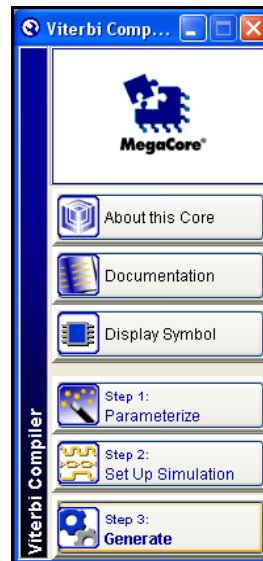 Viterbi Comp...
MegaCore®
About this Core
Documentation
Display Symbol
Step 1:
Parameterize
Step 2:
Set Up Simulation
Step 3:
Generate
Viterbi Compiler